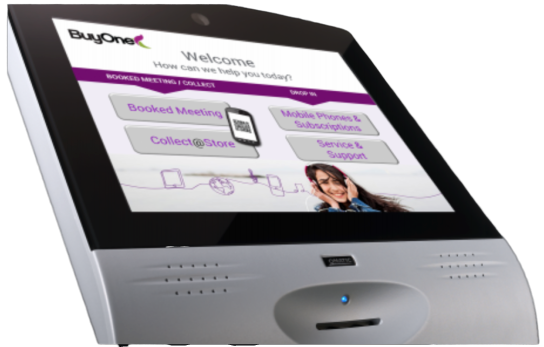 BuyOne
Welcome
How can we help you today?
BOOKED MEETING / COLLECT
DROP IN
Booked Meeting
Collect@Store
Mobile Phones &
Subscriptions
Service &
Support